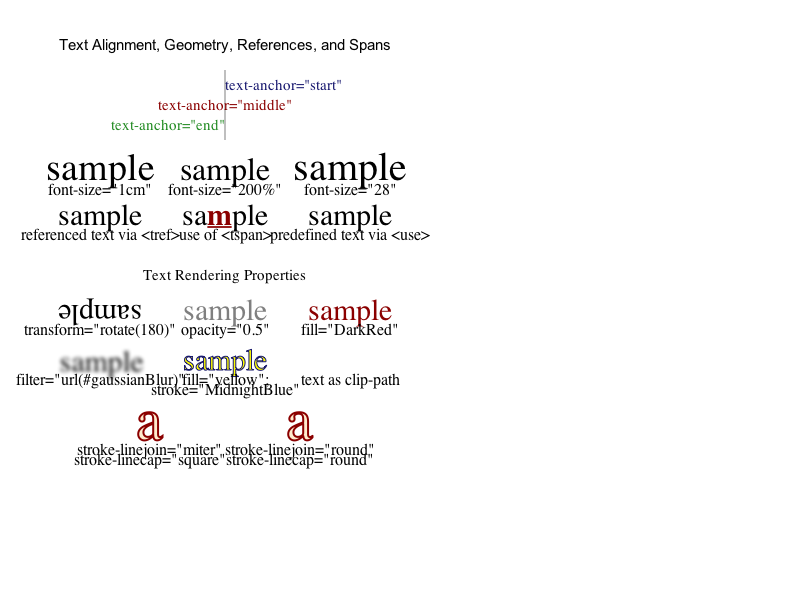 Text Alignment, Geometry, References, and Spans
text-anchor="start"
text-anchor="middle"
text-anchor="end"
sample sample sample
font-size="1cm" font-size="200%" font-size="28"
sample sample sample
referenced text via <tref> use of <tspan> predefined text via <use>
Text Rendering Properties
sample sample sample
transform="rotate(180)" opacity="0.5" fill="DarkRed"
sample sample
filter="url(#gaussianBlur)" fill="yellow"; text as clip-path
stroke="MidnightBlue"
a a
stroke-linejoin="miter" stroke-linejoin="round"
stroke-linecap="square" stroke-linecap="round"